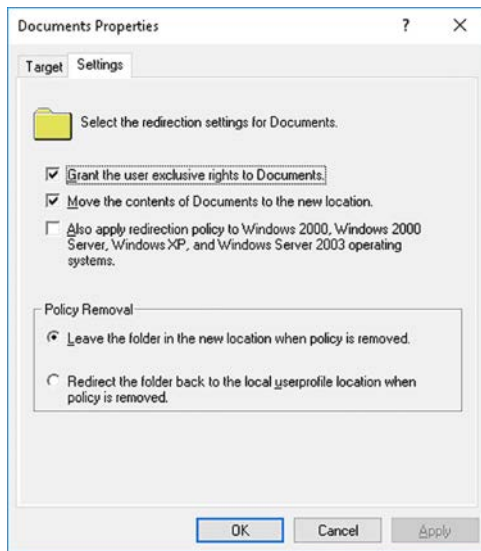 Documents Properties
Target Settings
Select the redirection settings for Documents.
Grant the user exclusive rights to Documents.
Move the contents of Documents to the new location.
Also apply redirection policy to Windows 2000, Windows 2000
Server, Windows XP, and Windows Server 2003 operating
systems.
Policy Removal
Leave the folder in the new location when policy is removed.
Redirect the folder back to the local userprofile location when
policy is removed.
OK Cancel Apply